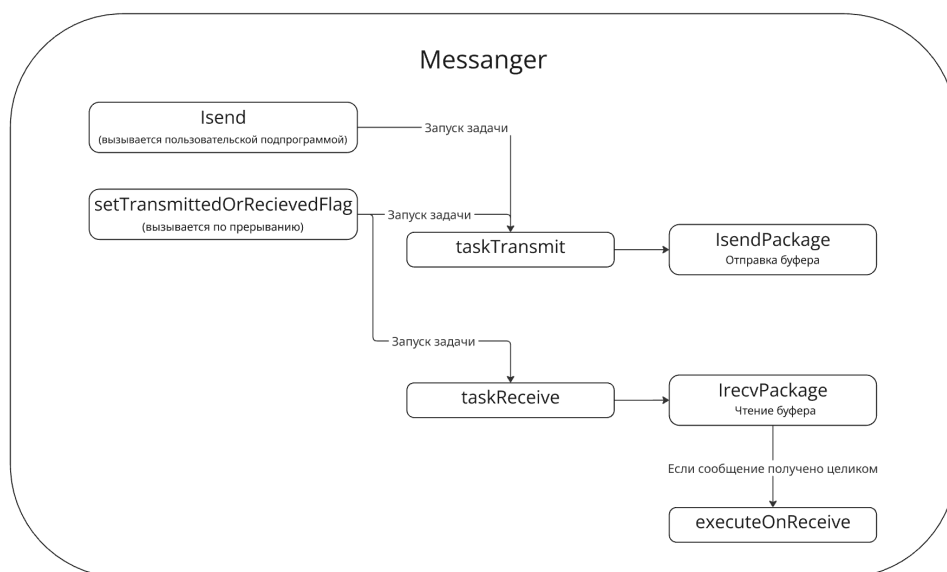 Messanger
Isend
(вызывается пользовательской подпрограммой)
Запуск задачи
setTransmittedOrRecievedFlag
(вызывается по прерыванию)
Запуск задачи
taskTransmit
IsendPackage
Отправка буфера
Запуск задачи
taskReceive
IrecvPackage
Чтение буфера
Если сообщение получено целиком
executeOnReceive